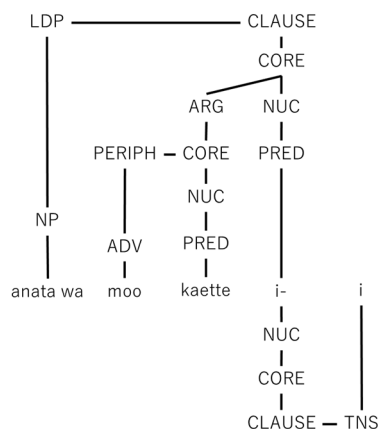 LDP CLAUSE
CORE
ARG NUC
PERIPH CORE PRED
NUC
NP
ADV PRED
anata wa moo kaette i- i
NUC
CORE
CLAUSE TNS